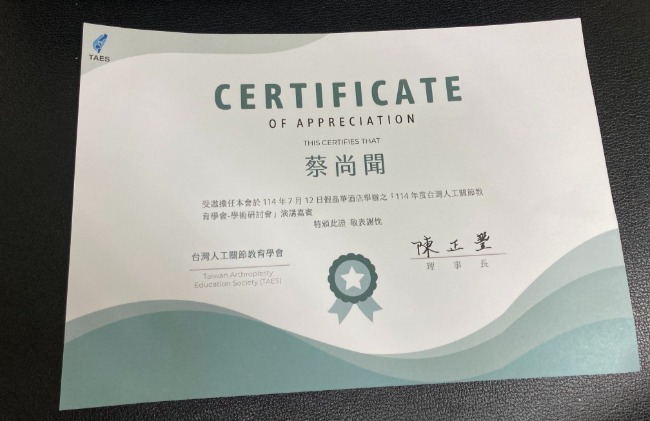 TAES
CERTIFICATE
OF APPRECIATION
THIS CERTIFIES THAT
蔡尚聞
受邀擔任本會於 114 年 7 月 12 日假晶華酒店舉辦之「114 年度台灣人工關節教
育學會-學術研討會」演講嘉賓
特頒此證 敬表謝忱
台灣人工關節教育學會
Taiwan Arthroplasty
Education Society (TAES)
陳正豐
理 事 長